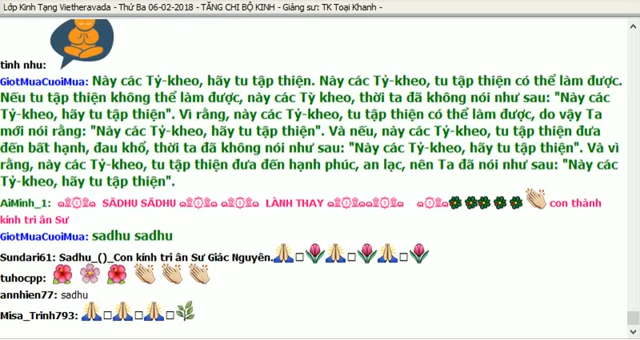 Lớp Kinh Tạng Vietheravada - Thứ Ba 06-02-2018 - TĂNG CHI BỘ KINH - Giảng sư: TK Toại Khanh -
tinh nhu:
GiotMuaCuoiMua: Này các Tỷ-kheo, hãy tu tập thiện. Này các Tỷ-kheo, tu tập thiện có thể làm được.
Nếu tu tập thiện không thể làm được, này các Tỳ kheo, thời ta đã không nói như sau: "Này các
Tỷ-kheo, hãy tu tập thiện". Vì rằng, này các Tỷ-kheo, tu tập thiện có thể làm được, do vậy Ta
mới nói rằng: "Này các Tỷ-kheo, hãy tu tập thiện". Và nếu, này các Tỷ-kheo, tu tập thiện đưa
đến bất hạnh, đau khổ, thời ta đã không nói như sau: "Này các Tỷ-kheo, hãy tu tập thiện". Và vì
rằng, này các Tỷ-kheo, tu tập thiện đưa đến hạnh phúc, an lạc, nên Ta đã nói như sau: "Này các
Tỷ-kheo, hãy tu tập thiện".
AiMinh_1: SĀDHU SĀDHU LÀNH THAY con thành
kính tri ân Sư
GiotMuaCuoiMua: sadhu sadhu
Sundari61: Sadhu_()_Con kính tri ân Sư Giác Nguyên.
tuhocpp:
annhien77: sadhu
Misa_Trinh793: